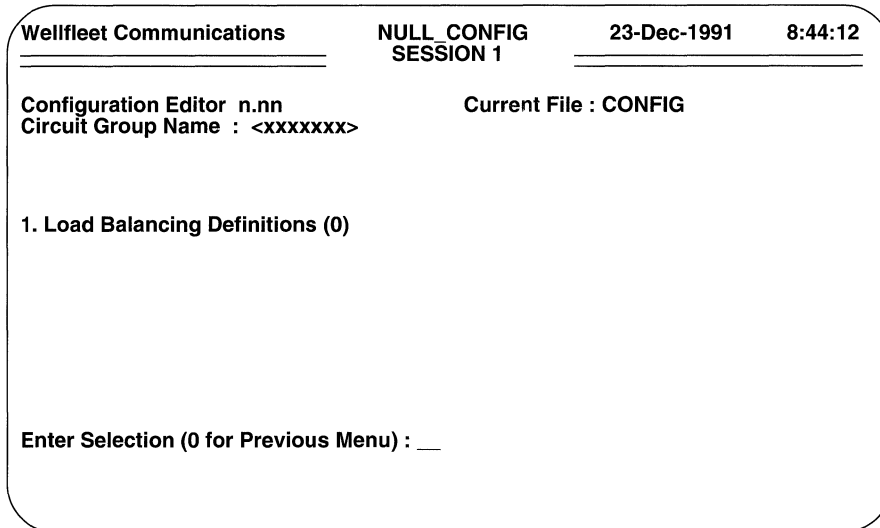 Wellfleet Communications NULL_CONFIG 23-Dec-1991 8:44:12
SESSION 1
Configuration Editor n.nn Current File : CONFIG
Circuit Group Name : <xxxxxxx>
1. Load Balancing Definitions (0)
Enter Selection (0 for Previous Menu) : __